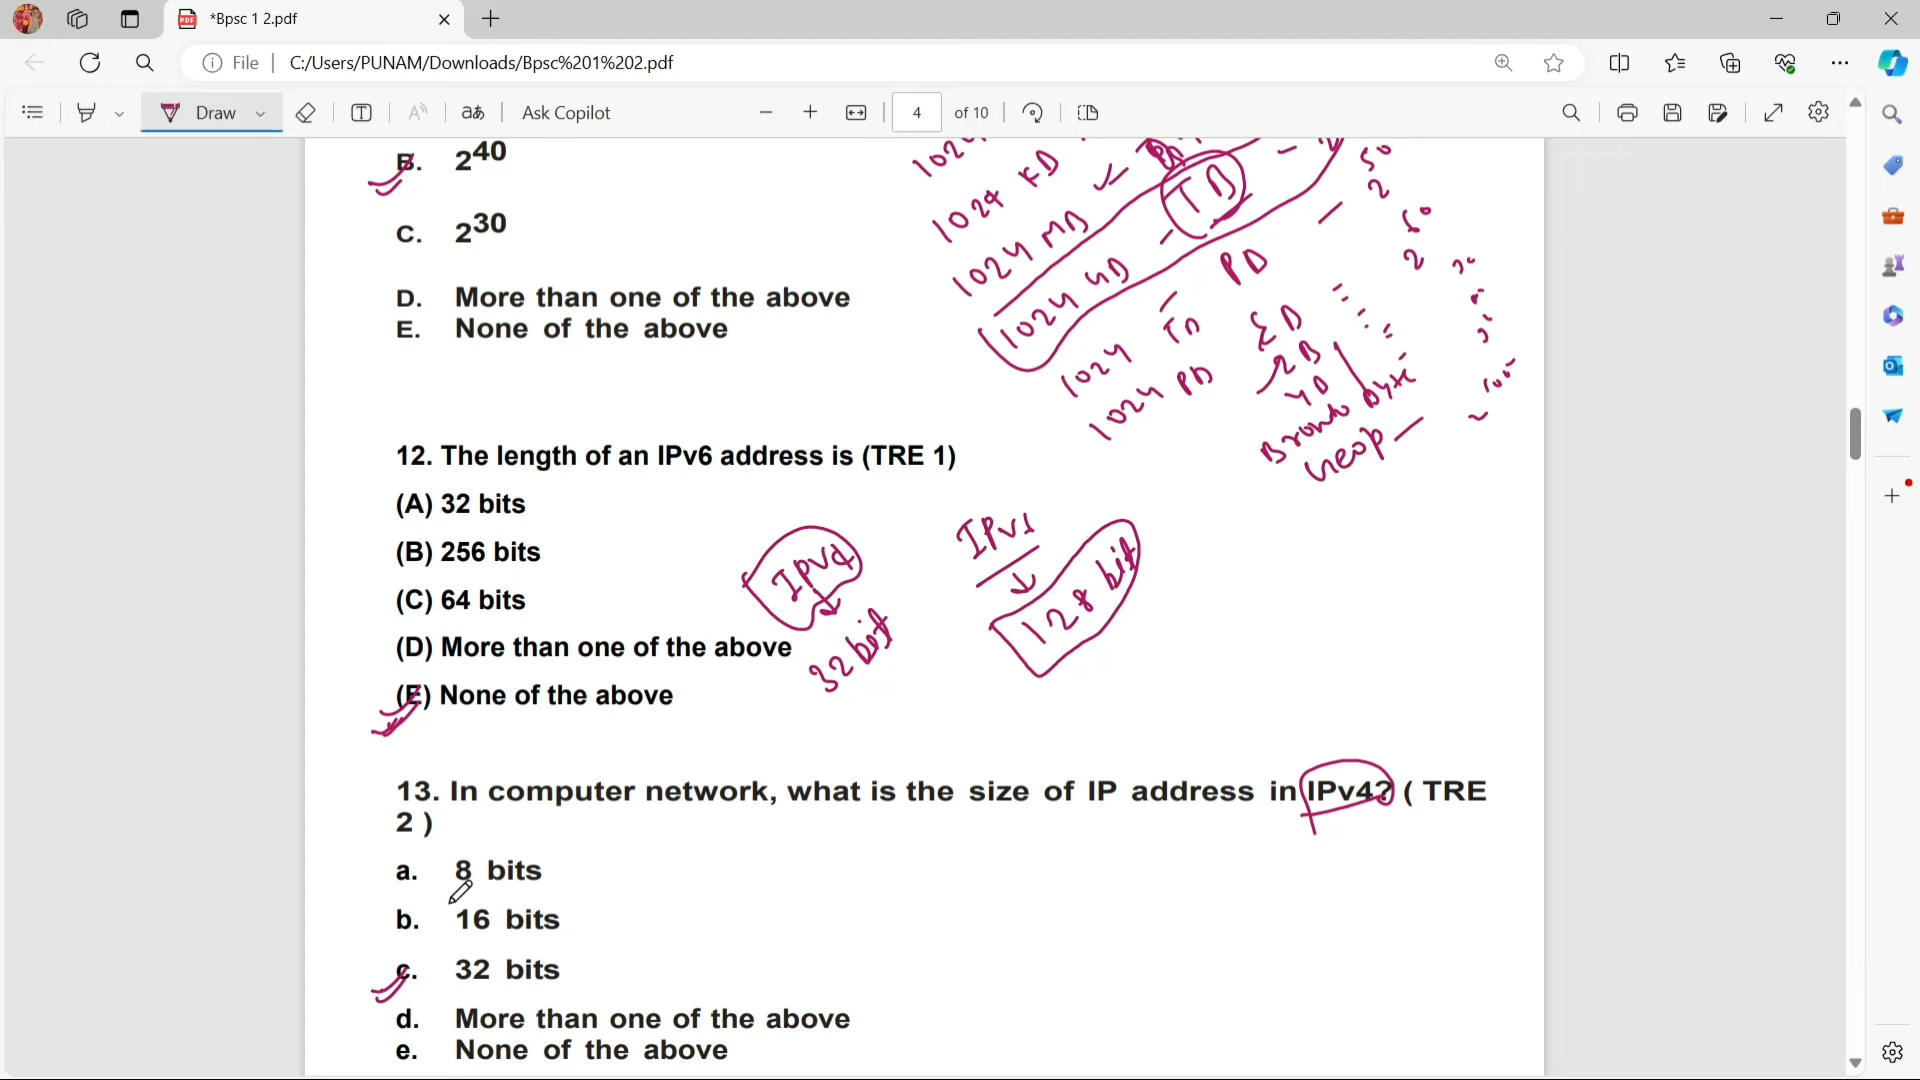 *Bpsc 1 2.pdf
File
C:/Users/PUNAM/Downloads/Bpsc%201%202.pdf
Draw
Ask Copilot
4 of 10
B. 2⁴⁰
C. 2³⁰
D. More than one of the above
E. None of the above
1024 KB
1024 MB
TB
1024 GB
PB
1024 TB
1024 PB
ZB
YB
Bronto Byte
Geop
2 50
2 60
12. The length of an IPv6 address is (TRE 1)
(A) 32 bits
(B) 256 bits
(C) 64 bits
(D) More than one of the above
(E) None of the above
IPv4
32 bit
128 bit
13. In computer network, what is the size of IP address in IPv4? ( TRE
2 )
a. 8 bits
b. 16 bits
c. 32 bits
d. More than one of the above
e. None of the above